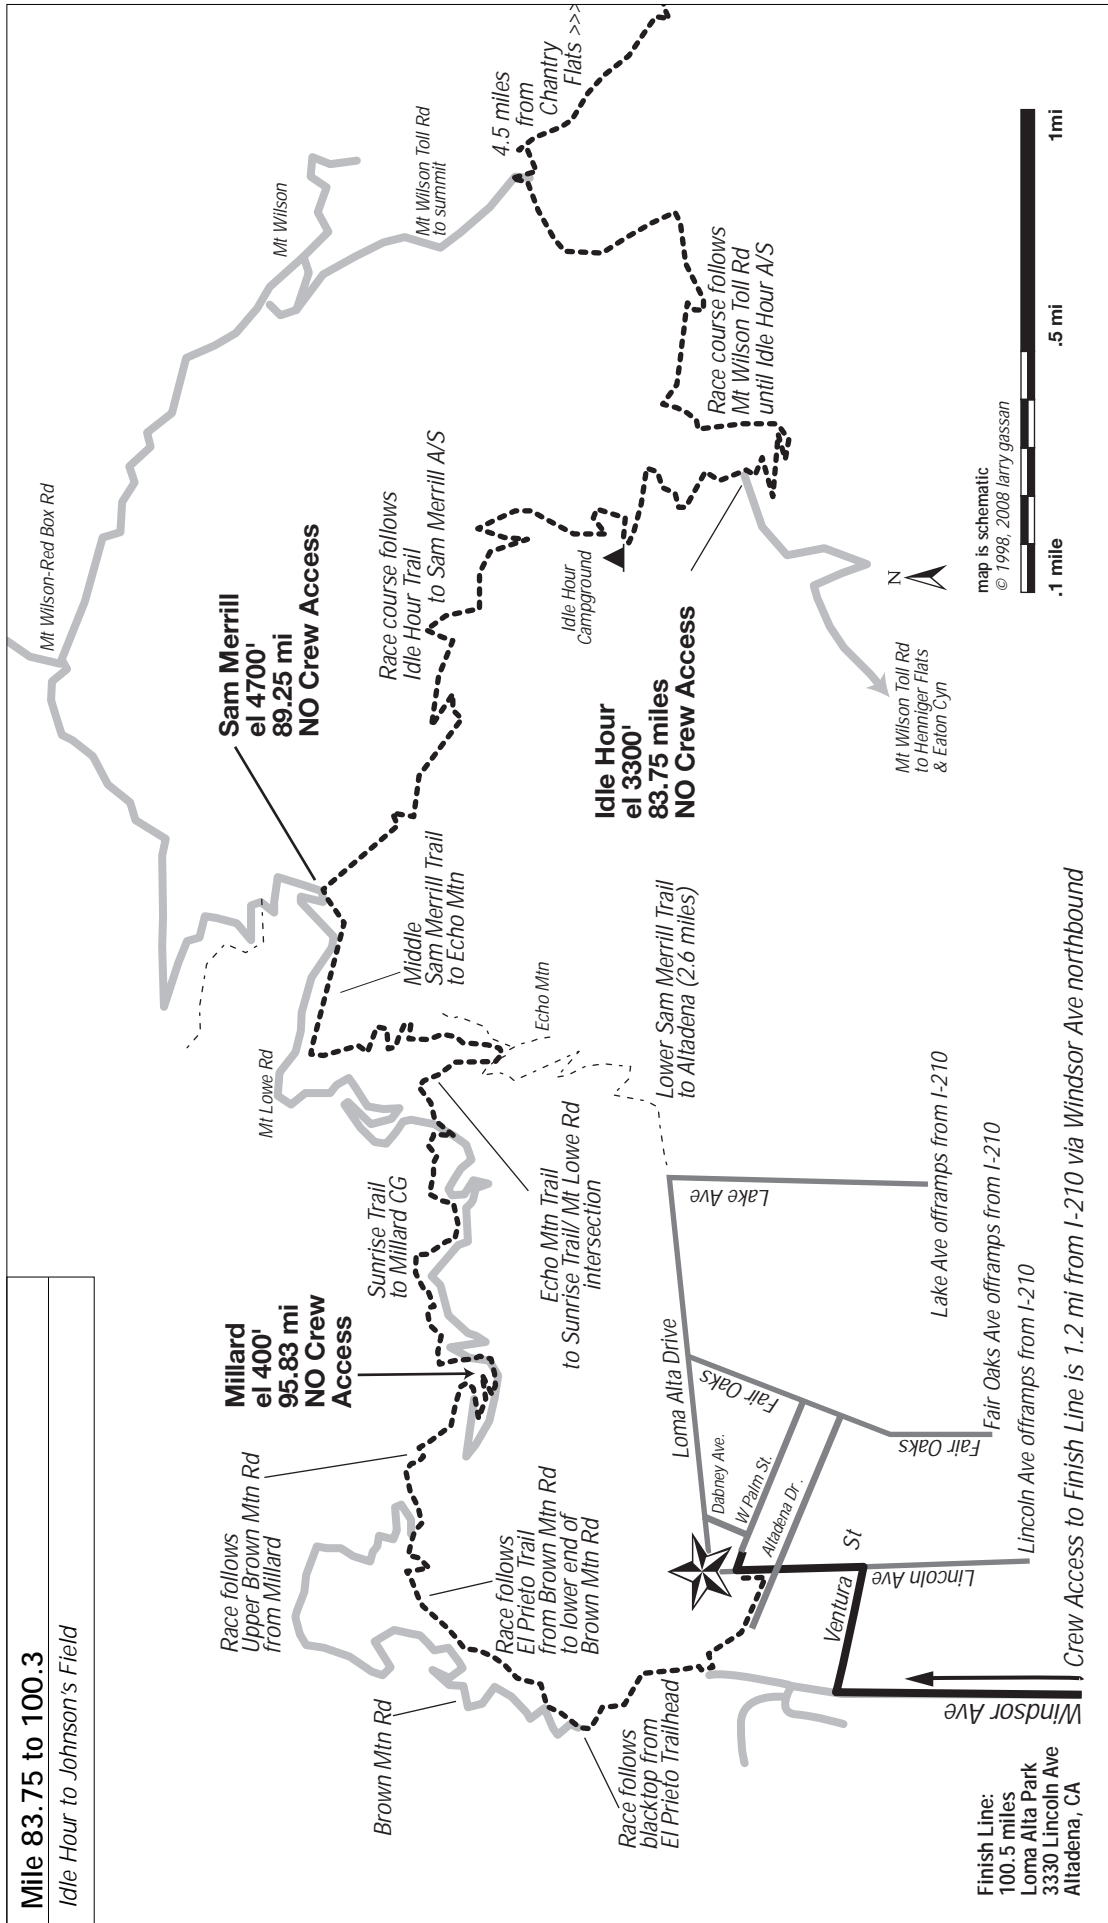 Mile 83.75 to 100.3
Idle Hour to Johnson's Field
Mt Wilson-Red Box Rd
Mt Wilson
Mt Wilson Toll Rd
to summit
4.5 miles
from
Chantry
Flats >>>
Sam Merrill
el 4700'
89.25 mi
NO Crew Access
Race course follows
Idle Hour Trail
to Sam Merrill A/S
Race course follows
Mt Wilson Toll Rd
until Idle Hour A/S
Idle Hour
Campground
Idle Hour
el 3300'
83.75 miles
NO Crew Access
Mt Wilson Toll Rd
to Henniger Flats
& Eaton Cyn
N
map is schematic
© 1998, 2008 larry gassan
.1 mile
.5 mi
1mi
Middle
Sam Merrill Trail
to Echo Mtn
Mt Lowe Rd
Echo Mtn
Lower Sam Merrill Trail
to Altadena (2.6 miles)
Echo Mtn Trail
to Sunrise Trail/ Mt Lowe Rd
intersection
Sunrise Trail
to Millard CG
Millard
el 400'
95.83 mi
NO Crew
Access
Race follows
Upper Brown Mtn Rd
from Millard
Race follows
El Prieto Trail
from Brown Mtn Rd
to lower end of
Brown Mtn Rd
Brown Mtn Rd
Race follows
blacktop from
El Prieto Trailhead
Loma Alta Drive
Lake Ave
Fair Oaks
Dabney Ave.
W Palm St.
Altadena Dr.
Fair Oaks
Lincoln Ave
Ventura St
Windsor Ave
Lake Ave offramps from I-210
Fair Oaks Ave offramps from I-210
Lincoln Ave offramps from I-210
Crew Access to Finish Line is 1.2 mi from I-210 via Windsor Ave northbound
Finish Line:
100.5 miles
Loma Alta Park
3330 Lincoln Ave
Altadena, CA